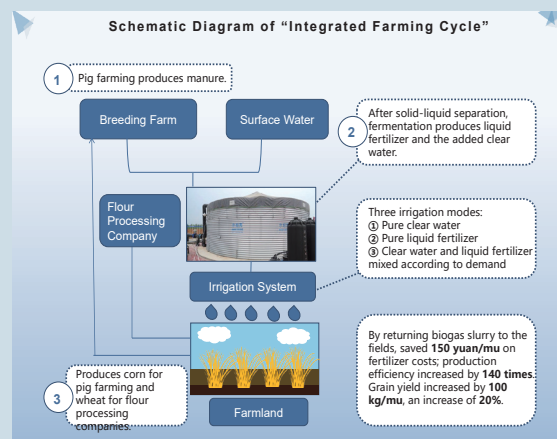 Schematic Diagram of “Integrated Farming Cycle”
1
Pig farming produces manure.
Breeding Farm
Surface Water
2
After solid-liquid separation,
fermentation produces liquid
fertilizer and the added clear
water.
Flour
Processing
Company
Three irrigation modes:
① Pure clear water
② Pure liquid fertilizer
③ Clear water and liquid fertilizer
mixed according to demand
Irrigation System
By returning biogas slurry to the
fields, saved 150 yuan/mu on
fertilizer costs; production
efficiency increased by 140 times.
Grain yield increased by 100
kg/mu, an increase of 20%.
3
Produces corn for
pig farming and
wheat for flour
processing
companies.
Farmland